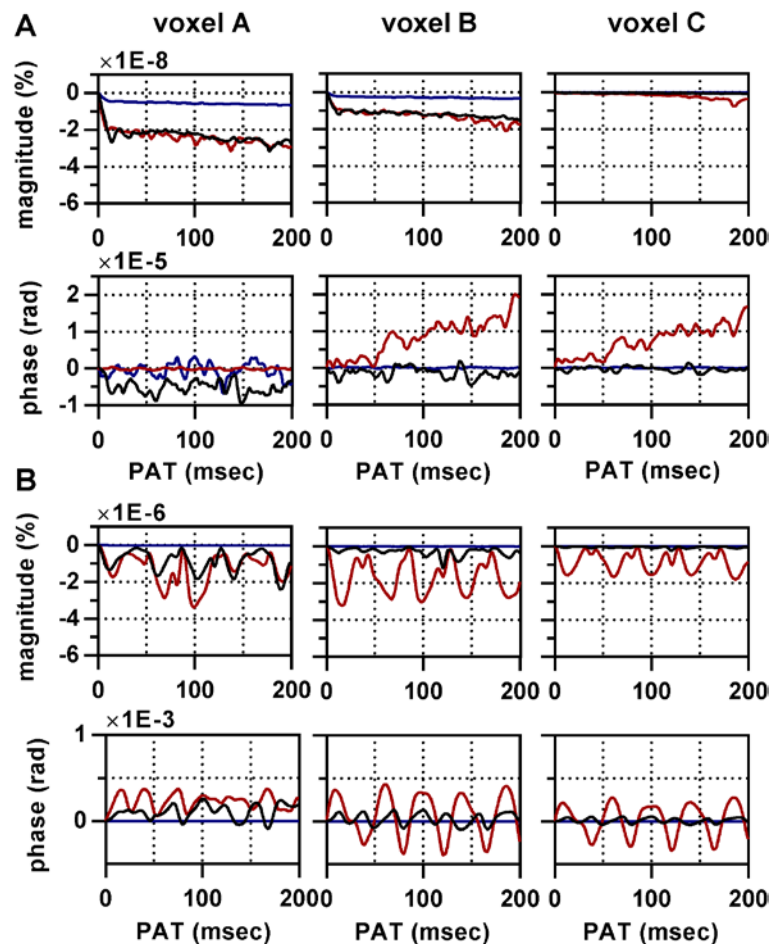 A voxel A voxel B voxel C
×1E-8
magnitude (%)
0
-2
-4
-6
0 100 200 0 100 200 0 100 200
×1E-5
phase (rad)
2
1
0
-1
0 100 200 0 100 200 0 100 200
PAT (msec) PAT (msec) PAT (msec)
B
×1E-6
magnitude (%)
0
-2
-4
-6
0 100 200 0 100 200 0 100 200
×1E-3
phase (rad)
1
0
0 100 200 0 100 200 0 100 200
PAT (msec) PAT (msec) PAT (msec)